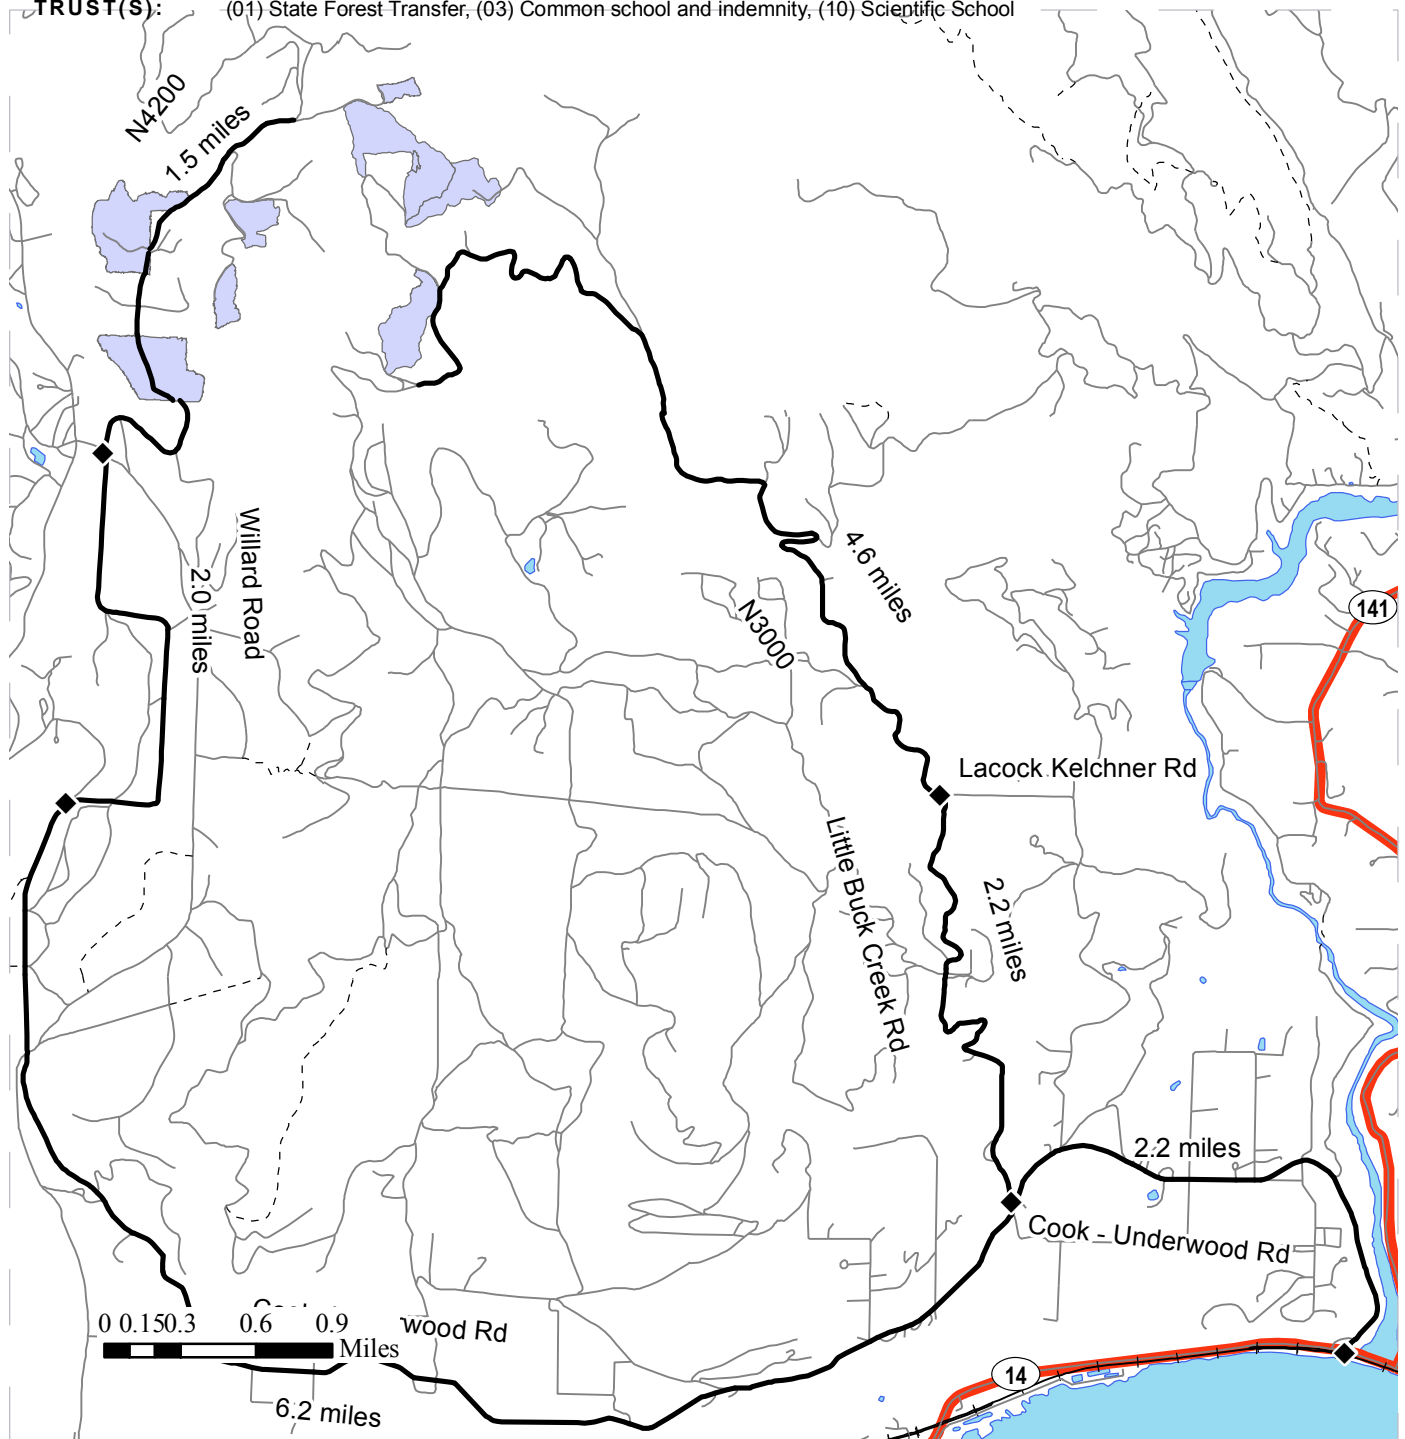 TRUST(S): (01) State Forest Transfer, (03) Common school and indemnity, (10) Scientific School
N4200
1.5 miles
Willard Road
2.0 miles
4.6 miles
N3000
141
Lacock Kelchner Rd
Little Buck Creek Rd
2.2 miles
2.2 miles
Cook - Underwood Rd
0 0.15 0.3 0.6 0.9
Miles
wood Rd
14
6.2 miles